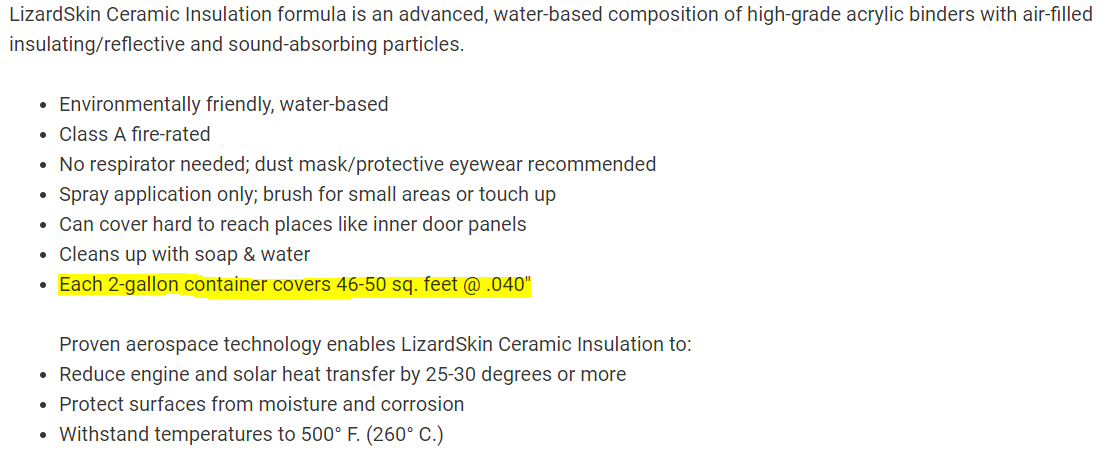 LizardSkin Ceramic Insulation formula is an advanced, water-based composition of high-grade acrylic binders with air-filled
insulating/reflective and sound-absorbing particles.
• Environmentally friendly, water-based
• Class A fire-rated
• No respirator needed; dust mask/protective eyewear recommended
• Spray application only; brush for small areas or touch up
• Can cover hard to reach places like inner door panels
• Cleans up with soap & water
• Each 2-gallon container covers 46-50 sq. feet @ .040"
Proven aerospace technology enables LizardSkin Ceramic Insulation to:
• Reduce engine and solar heat transfer by 25-30 degrees or more
• Protect surfaces from moisture and corrosion
• Withstand temperatures to 500° F. (260° C.)